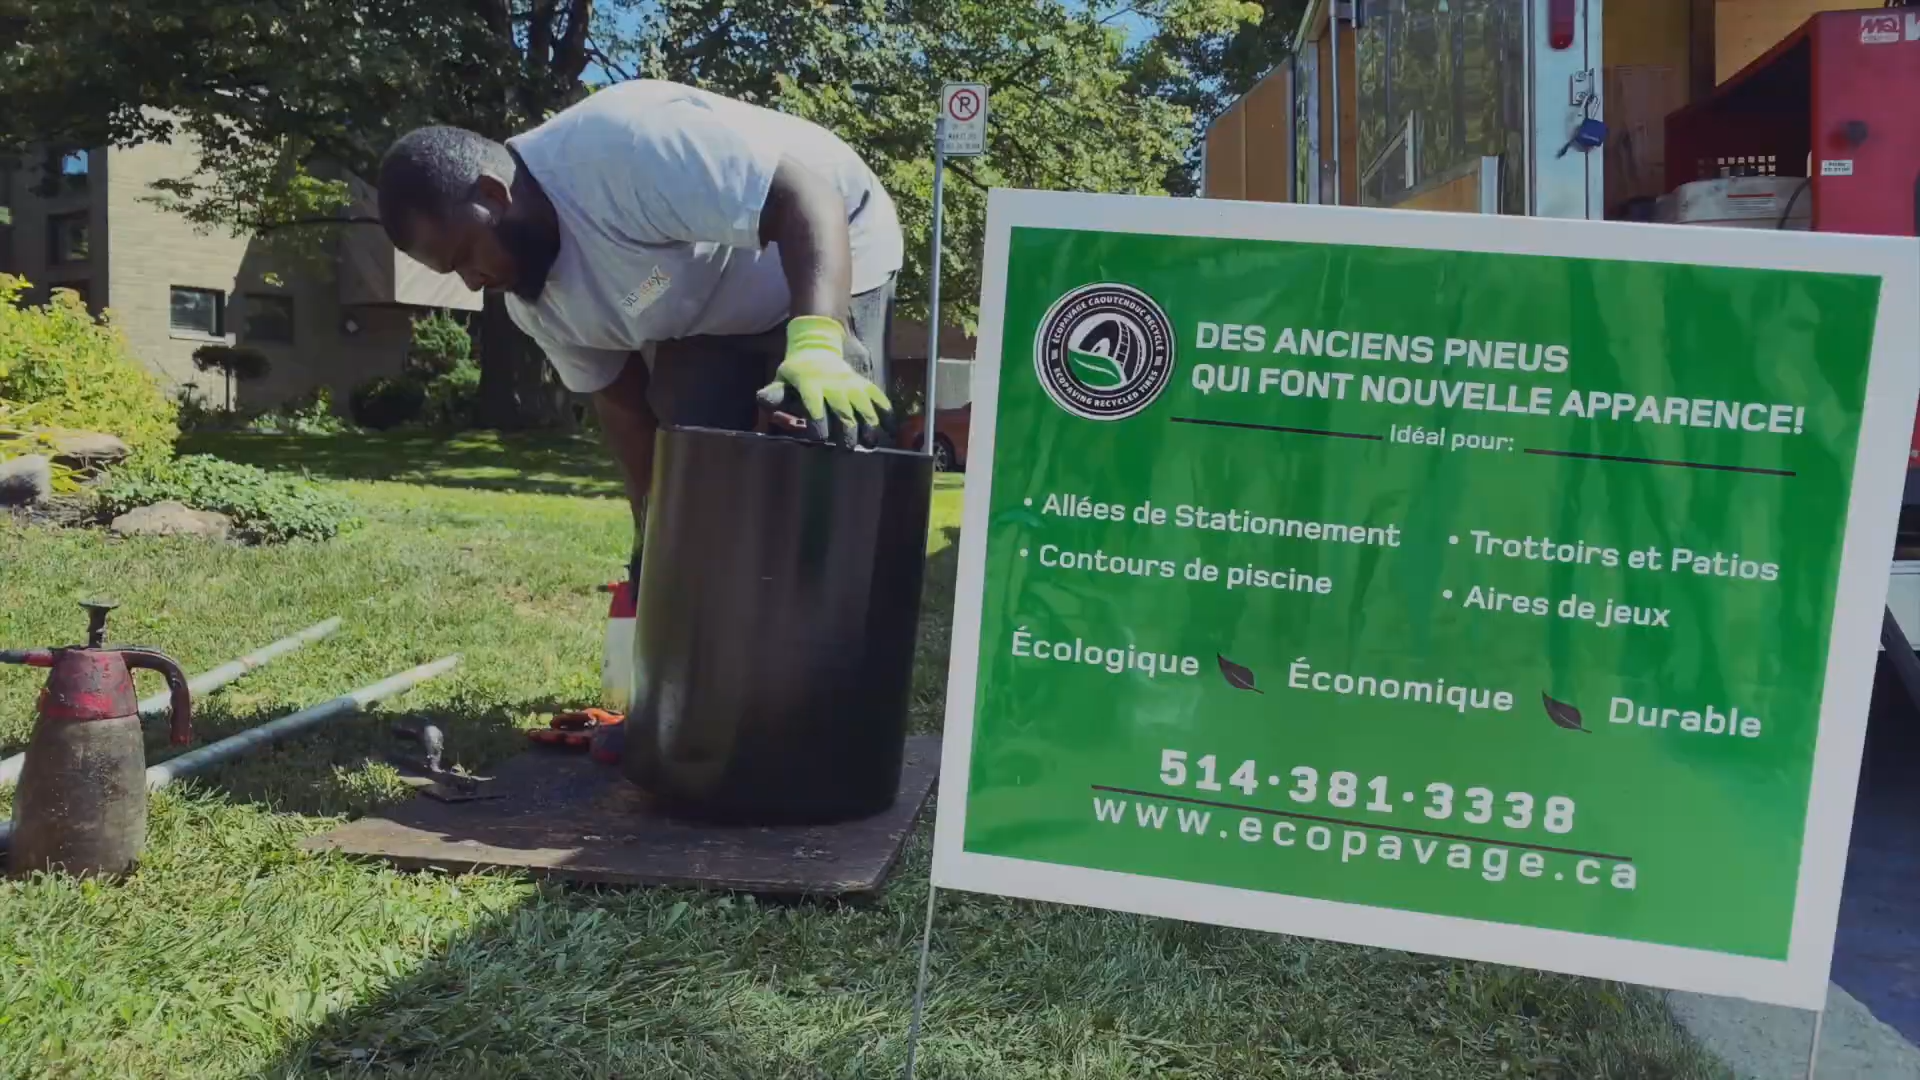 P
MQ
ECOPAVAGE CAOUTCHOUC RECYCLÉ
ECOPAVING RECYCLED TIRES
DES ANCIENS PNEUS
QUI FONT NOUVELLE APPARENCE!
Idéal pour:
• Allées de Stationnement
• Trottoirs et Patios
• Contours de piscine
• Aires de jeux
Écologique Économique Durable
514·381·3338
www.ecopavage.ca